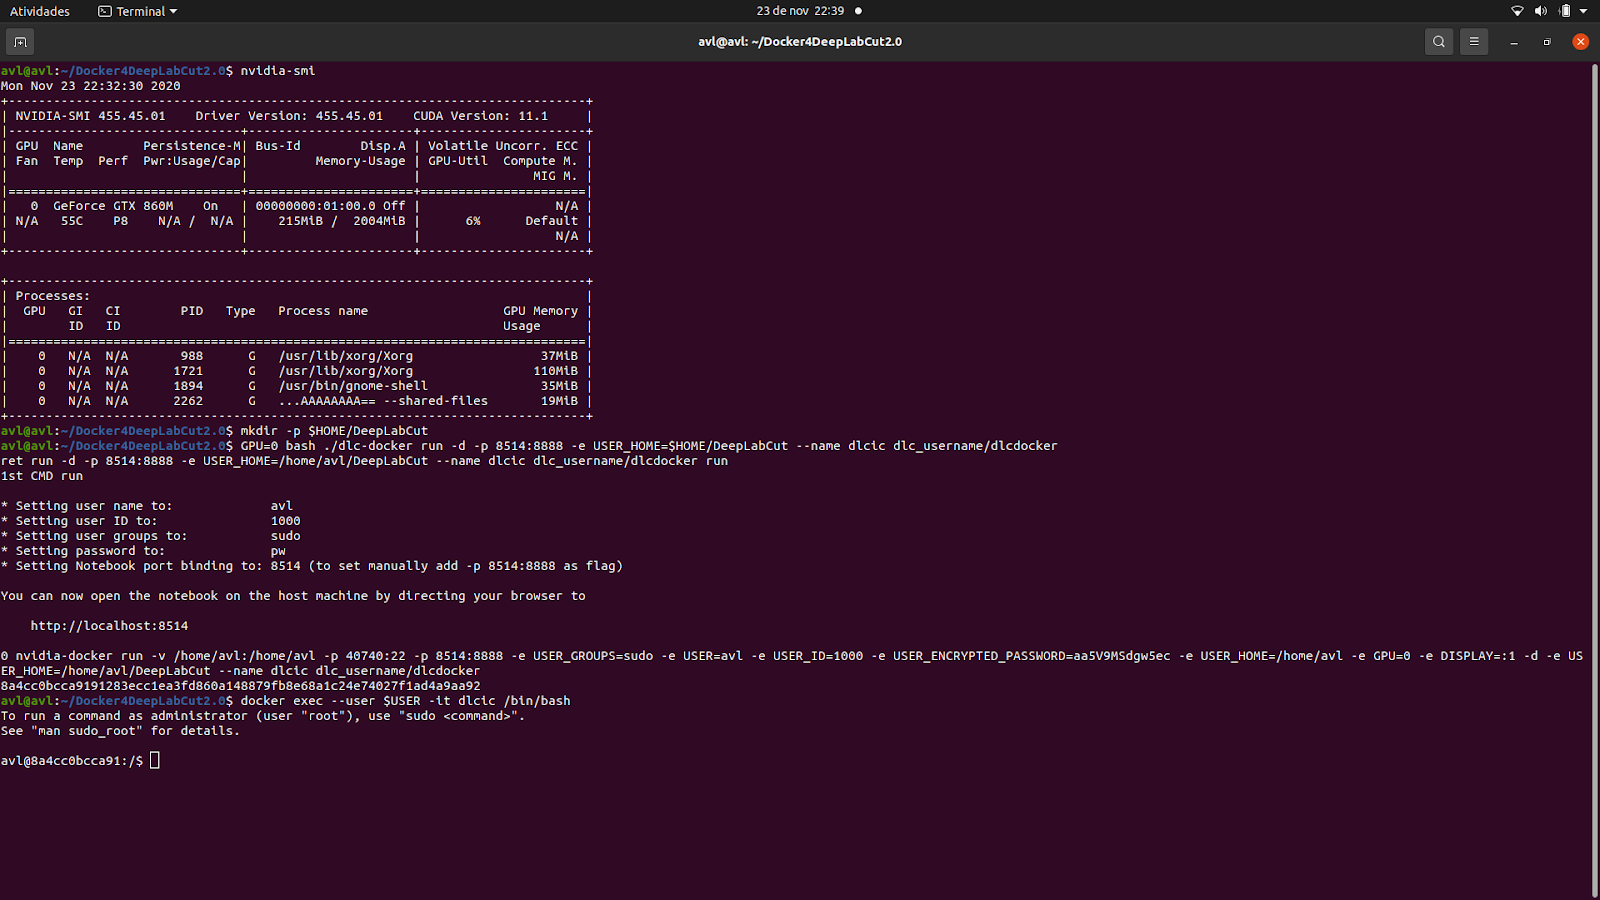 Atividades Terminal 23 de nov 22:39
avl@avl: ~/Docker4DeepLabCut2.0
avl@avl:~/Docker4DeepLabCut2.0$ nvidia-smi
Mon Nov 23 22:32:30 2020
+-----------------------------------------------------------------------------+
| NVIDIA-SMI 455.45.01    Driver Version: 455.45.01    CUDA Version: 11.1     |
|-------------------------------+----------------------+----------------------+
| GPU  Name        Persistence-M| Bus-Id        Disp.A | Volatile Uncorr. ECC |
| Fan  Temp  Perf  Pwr:Usage/Cap|         Memory-Usage | GPU-Util  Compute M. |
|                               |                      |               MIG M. |
|===============================+======================+======================|
|   0  GeForce GTX 860M    On   | 00000000:01:00.0 Off |                  N/A |
| N/A   55C    P8    N/A /  N/A |    215MiB /  2004MiB |      6%      Default |
|                               |                      |                  N/A |
+-------------------------------+----------------------+----------------------+
+-----------------------------------------------------------------------------+
| Processes:                                                                  |
|  GPU   GI   CI        PID   Type   Process name                  GPU Memory |
|        ID   ID                                                   Usage      |
|=============================================================================|
|    0   N/A  N/A       988      G   /usr/lib/xorg/Xorg                 37MiB |
|    0   N/A  N/A      1721      G   /usr/lib/xorg/Xorg                110MiB |
|    0   N/A  N/A      1894      G   /usr/bin/gnome-shell               35MiB |
|    0   N/A  N/A      2262      G   ...AAAAAAAA== --shared-files       19MiB |
+-----------------------------------------------------------------------------+
avl@avl:~/Docker4DeepLabCut2.0$ mkdir -p $HOME/DeepLabCut
avl@avl:~/Docker4DeepLabCut2.0$ GPU=0 bash ./dlc-docker run -d -p 8514:8888 -e USER_HOME=$HOME/DeepLabCut --name dlcic dlc_username/dlcdocker
ret run -d -p 8514:8888 -e USER_HOME=/home/avl/DeepLabCut --name dlcic dlc_username/dlcdocker run
1st CMD run
* Setting user name to:             avl
* Setting user ID to:               1000
* Setting user groups to:           sudo
* Setting password to:              pw
* Setting Notebook port binding to: 8514 (to set manually add -p 8514:8888 as flag)
You can now open the notebook on the host machine by directing your browser to
http://localhost:8514
0 nvidia-docker run -v /home/avl:/home/avl -p 40740:22 -p 8514:8888 -e USER_GROUPS=sudo -e USER=avl -e USER_ID=1000 -e USER_ENCRYPTED_PASSWORD=aa5V9MSdgw5ec -e USER_HOME=/home/avl -e GPU=0 -e DISPLAY=:1 -d -e US
ER_HOME=/home/avl/DeepLabCut --name dlcic dlc_username/dlcdocker
8a4cc0bcca9191283ecc1ea3fd860a148879fb8e68a1c24e74027f1ad4a9aa92
avl@avl:~/Docker4DeepLabCut2.0$ docker exec --user $USER -it dlcic /bin/bash
To run a command as administrator (user "root"), use "sudo <command>".
See "man sudo_root" for details.
avl@8a4cc0bcca91:/$